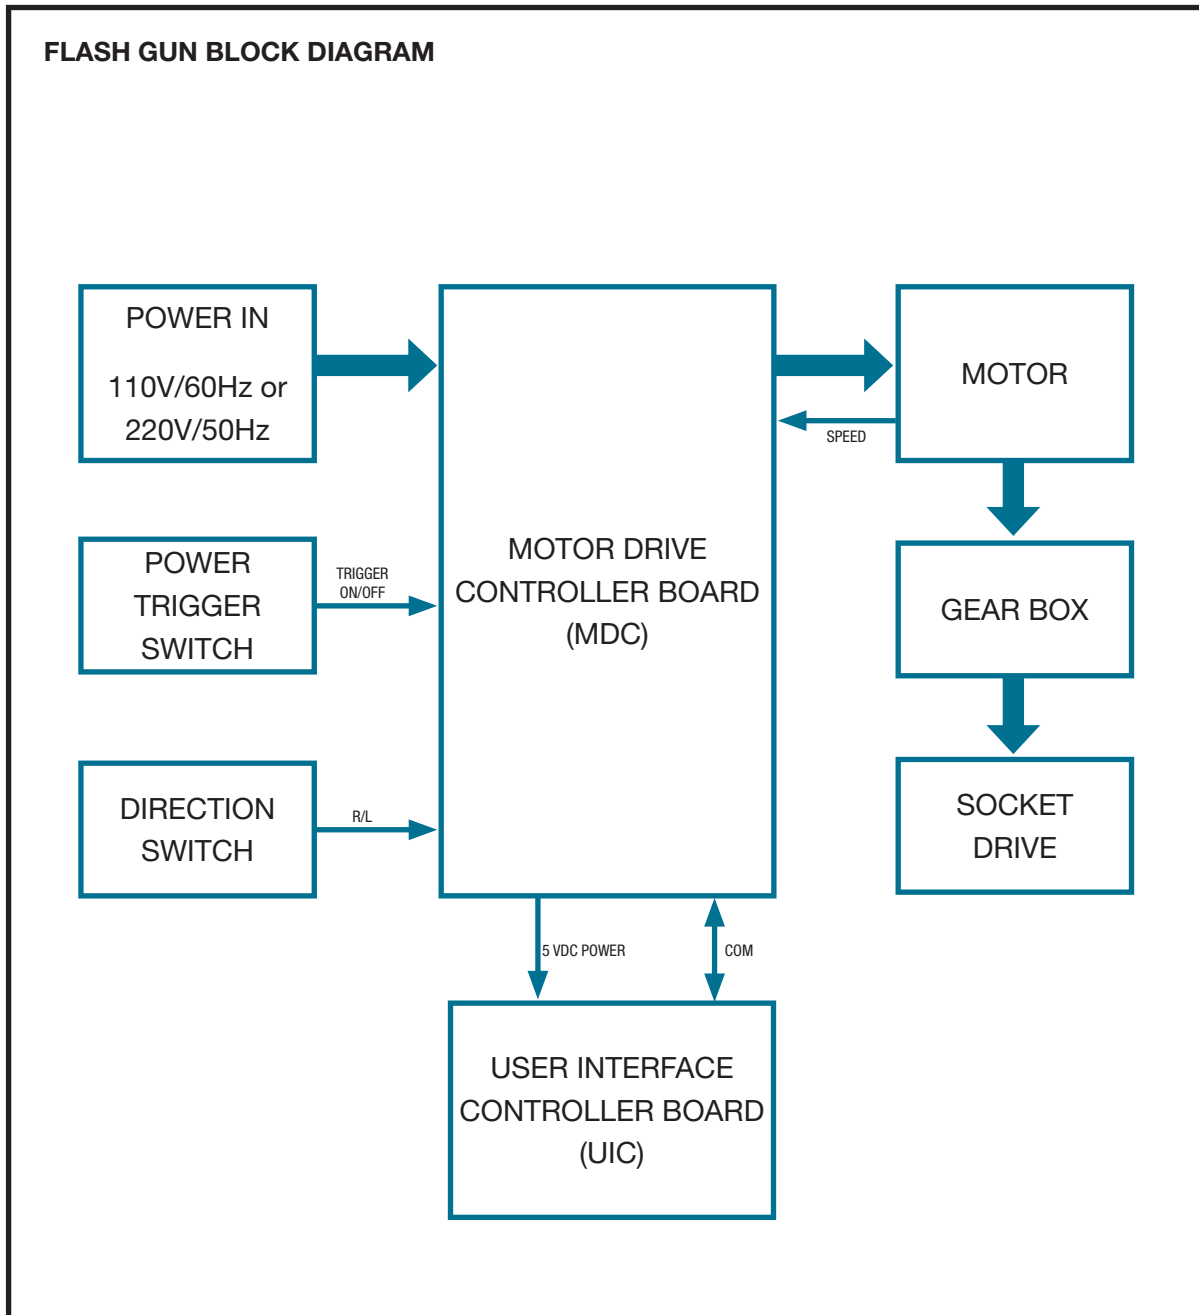 FLASH GUN BLOCK DIAGRAM
POWER IN
110V/60Hz or
220V/50Hz
MOTOR
SPEED
POWER
TRIGGER
SWITCH
TRIGGER
ON/OFF
MOTOR DRIVE
CONTROLLER BOARD
(MDC)
GEAR BOX
DIRECTION
SWITCH
R/L
SOCKET
DRIVE
5 VDC POWER
COM
USER INTERFACE
CONTROLLER BOARD
(UIC)